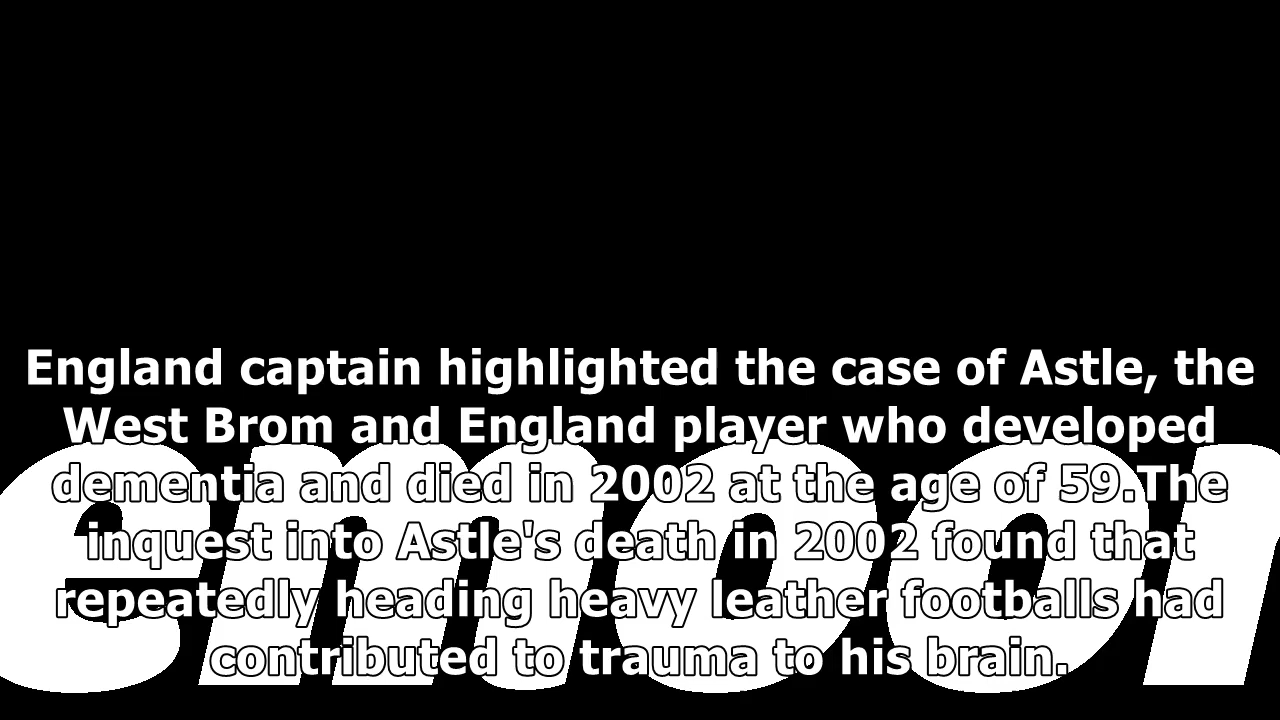 England captain highlighted the case of Astle, the
West Brom and England player who developed
dementia and died in 2002 at the age of 59.The
inquest into Astle's death in 2002 found that
repeatedly heading heavy leather footballs had
contributed to trauma to his brain.